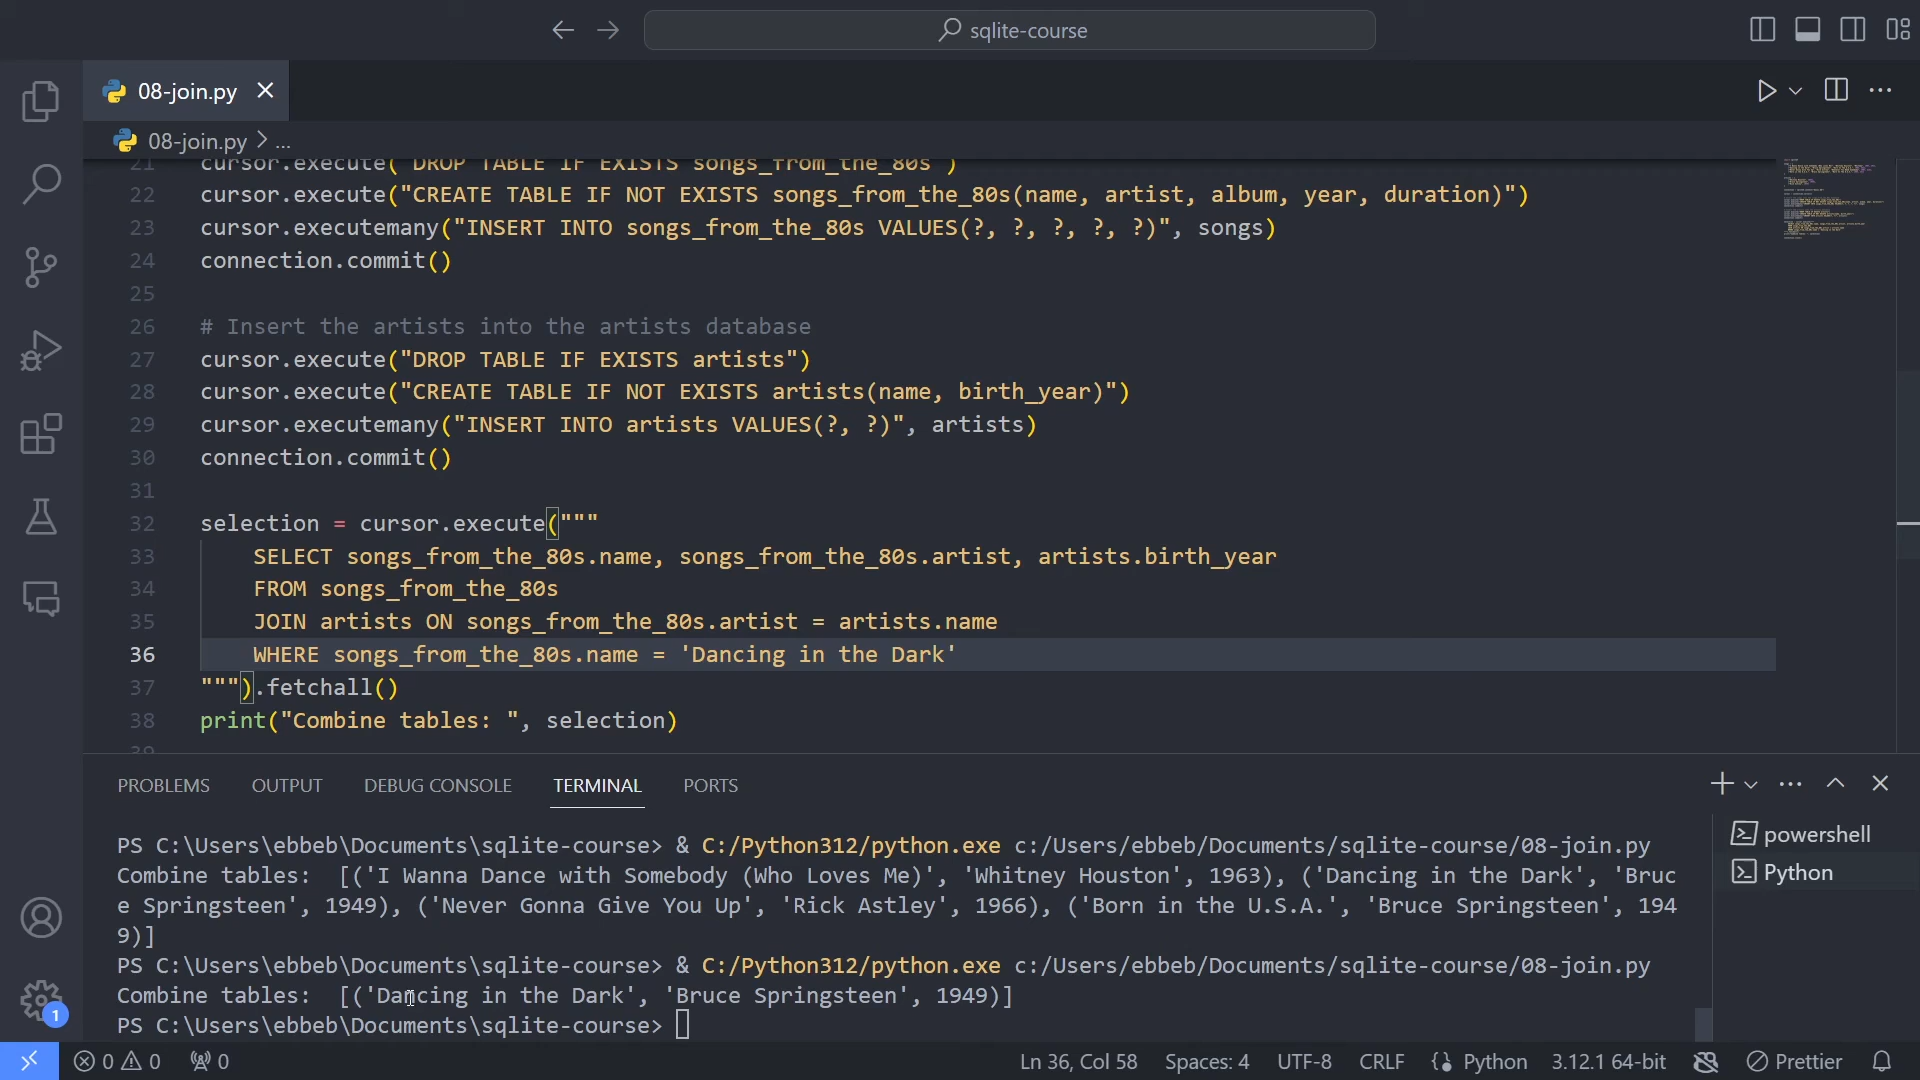 sqlite-course
08-join.py
08-join.py > ...
21 cursor.execute("DROP TABLE IF EXISTS songs_from_the_80s")
22 cursor.execute("CREATE TABLE IF NOT EXISTS songs_from_the_80s(name, artist, album, year, duration)")
23 cursor.executemany("INSERT INTO songs_from_the_80s VALUES(?, ?, ?, ?, ?)", songs)
24 connection.commit()
25
26 # Insert the artists into the artists database
27 cursor.execute("DROP TABLE IF EXISTS artists")
28 cursor.execute("CREATE TABLE IF NOT EXISTS artists(name, birth_year)")
29 cursor.executemany("INSERT INTO artists VALUES(?, ?)", artists)
30 connection.commit()
31
32 selection = cursor.execute("""
33 SELECT songs_from_the_80s.name, songs_from_the_80s.artist, artists.birth_year
34 FROM songs_from_the_80s
35 JOIN artists ON songs_from_the_80s.artist = artists.name
36 WHERE songs_from_the_80s.name = 'Dancing in the Dark'
37 """).fetchall()
38 print("Combine tables: ", selection)
39
PROBLEMS OUTPUT DEBUG CONSOLE TERMINAL PORTS
PS C:\Users\ebbeb\Documents\sqlite-course> & C:/Python312/python.exe c:/Users/ebbeb/Documents/sqlite-course/08-join.py
Combine tables:  [('I Wanna Dance with Somebody (Who Loves Me)', 'Whitney Houston', 1963), ('Dancing in the Dark', 'Bruc
e Springsteen', 1949), ('Never Gonna Give You Up', 'Rick Astley', 1966), ('Born in the U.S.A.', 'Bruce Springsteen', 194
9)]
PS C:\Users\ebbeb\Documents\sqlite-course> & C:/Python312/python.exe c:/Users/ebbeb/Documents/sqlite-course/08-join.py
Combine tables:  [('Dancing in the Dark', 'Bruce Springsteen', 1949)]
PS C:\Users\ebbeb\Documents\sqlite-course>
powershell
Python
1
0 0 0 Ln 36, Col 58 Spaces: 4 UTF-8 CRLF {} Python 3.12.1 64-bit Prettier